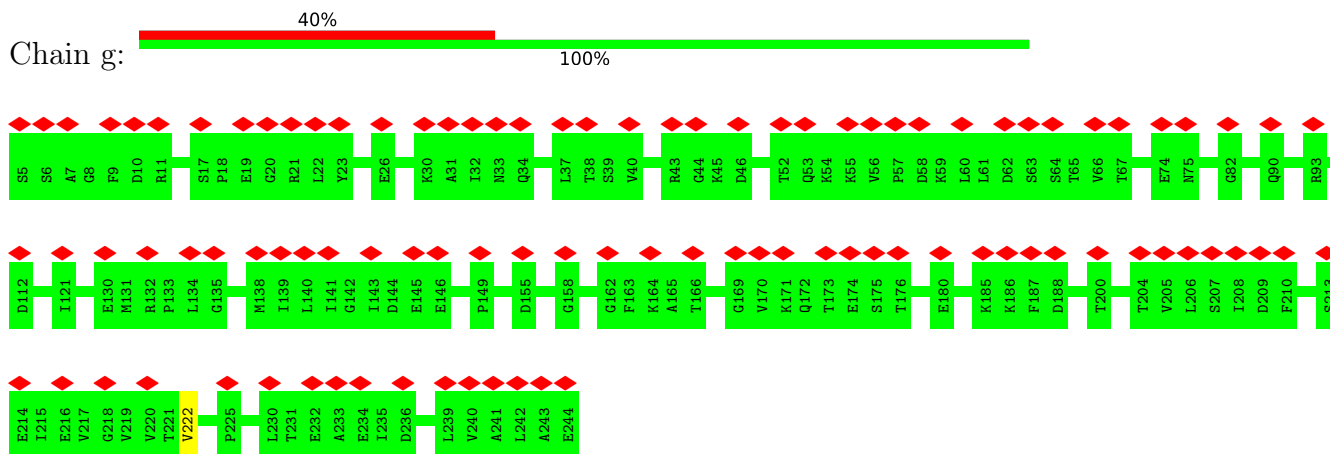 40%
Chain g:
100%
S5 S6 A7 G8 F9 D10 R11 S17 P18 E19 G20 R21 L22 Y23 E26 K30 A31 I32 N33 Q34 L37 T38 S39 V40 R43 G44 K45 D46 T52 Q53 K54 K55 V56 P57 D58 K59 L60 L61 D62 S63 S64 T65 V66 T67 E74 N75 G82 Q90 R93
D112 I121 E130 M131 R132 P133 L134 G135 M138 I139 L140 I141 G142 I143 D144 E145 E146 P149 D155 G158 G162 F163 K164 A165 T166 G169 V170 K171 Q172 T173 E174 S175 T176 E180 K185 K186 F187 D188 T200 T204 V205 L206 S207 I208 D209 F210 S213
E214 I215 E216 V217 G218 V219 V220 T221 V222 P225 L230 T231 E232 A233 E234 I235 D236 L239 V240 A241 L242 A243 E244